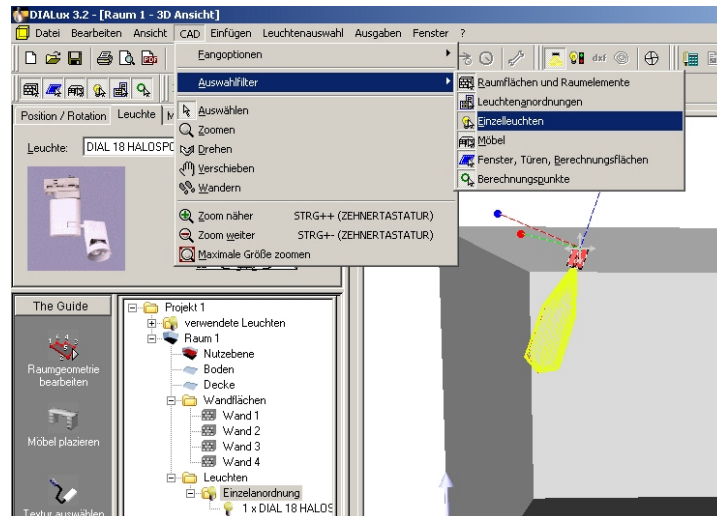 DIALux 3.2 - [Raum 1 - 3D Ansicht]
Datei Bearbeiten Ansicht CAD Einfügen Leuchtenauswahl Ausgaben Fenster ?
Fangoptionen
Auswahlfilter
Auswählen
Zoomen
Drehen
Verschieben
Wandern
Zoom näher STRG++ (ZEHNERTASTATUR)
Zoom weiter STRG+- (ZEHNERTASTATUR)
Maximale Größe zoomen
Raumflächen und Raumelemente
Leuchtenanordnungen
Einzelleuchten
Möbel
Fenster, Türen, Berechnungsflächen
Berechnungspunkte
dxf
Position / Rotation Leuchte M
Leuchte: DIAL 18 HALOSPO
The Guide
Raumgeometrie
bearbeiten
Möbel plazieren
Textur auswählen
Projekt 1
verwendete Leuchten
Raum 1
Nutzebene
Boden
Decke
Wandflächen
Wand 1
Wand 2
Wand 3
Wand 4
Leuchten
Einzelanordnung
1 x DIAL 18 HALOS